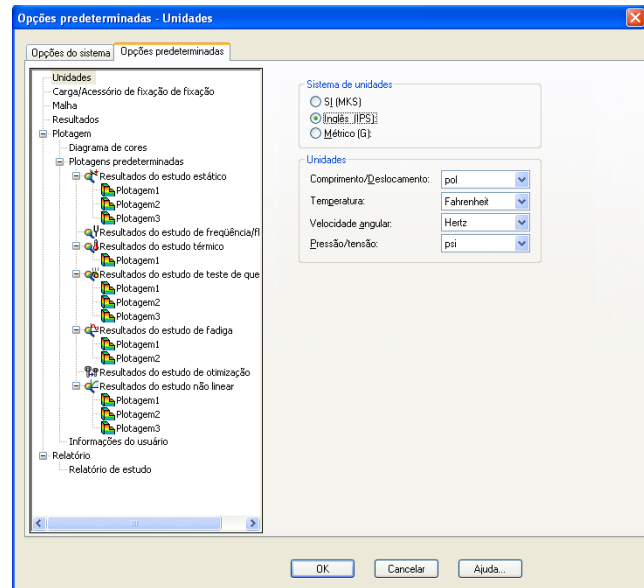 Opções predeterminadas - Unidades
Opções do sistema
Opções predeterminadas
Unidades
Carga/Acessório de fixação de fixação
Malha
Resultados
Plotagem
Diagrama de cores
Plotagens predeterminadas
Resultados do estudo estático
Plotagem1
Plotagem2
Plotagem3
Resultados do estudo de freqüência/fl
Resultados do estudo térmico
Plotagem1
Resultados do estudo de teste de que
Plotagem1
Plotagem2
Plotagem3
Resultados do estudo de fadiga
Plotagem1
Plotagem2
Resultados do estudo de otimização
Resultados do estudo não linear
Plotagem1
Plotagem2
Plotagem3
Informações do usuário
Relatório
Relatório de estudo
Sistema de unidades
SI (MKS)
Inglês (IPS):
Métrico (G):
Unidades
Comprimento/Deslocamento: pol
Temperatura: Fahrenheit
Velocidade angular: Hertz
Pressão/tensão: psi
OK
Cancelar
Ajuda...